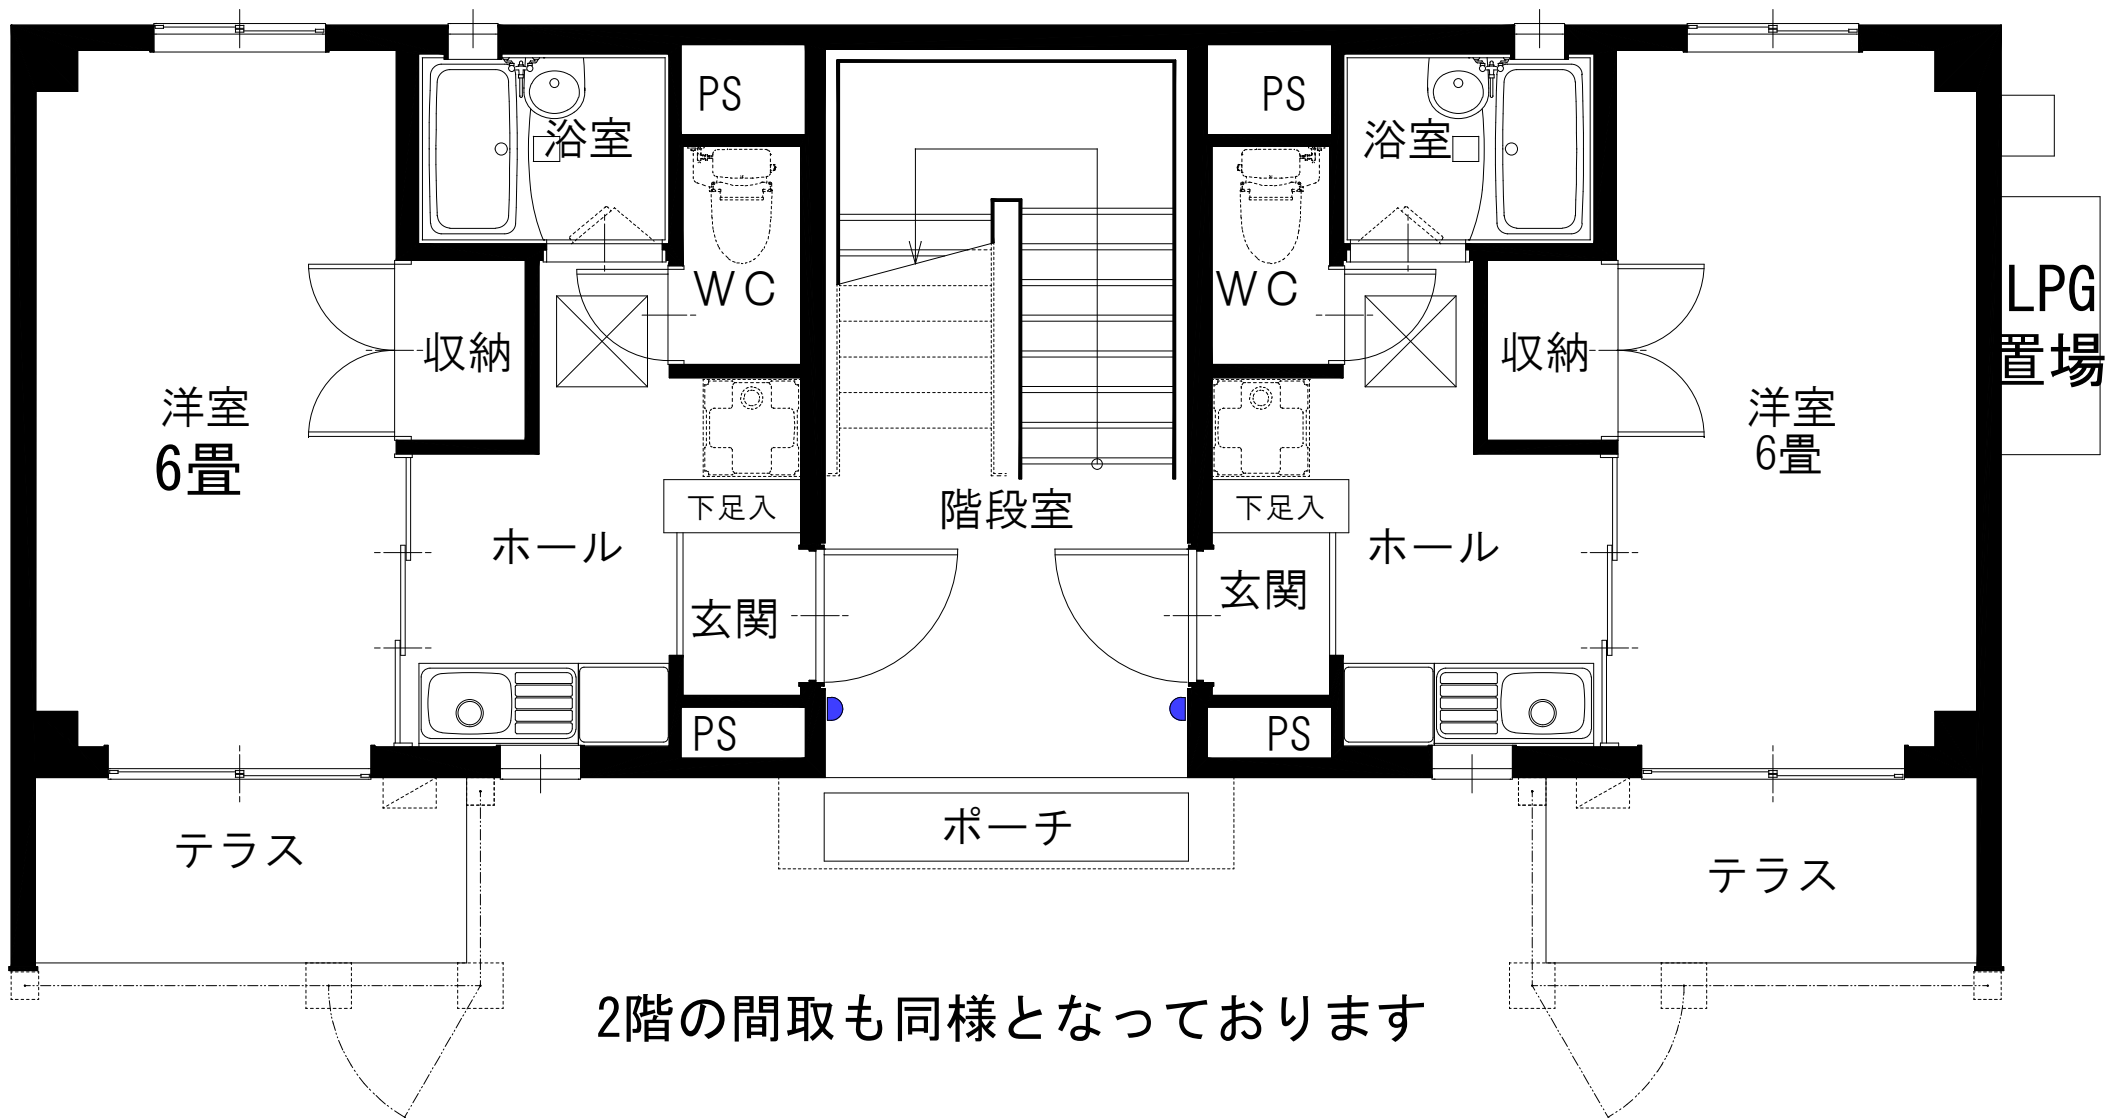 PS
PS
浴室
浴室
WC
WC
LPG
置場
収納
収納
洋室
6畳
洋室
6畳
下足入
階段室
下足入
ホール
ホール
玄関
玄関
PS
PS
ポーチ
テラス
テラス
2階の間取も同様となっております